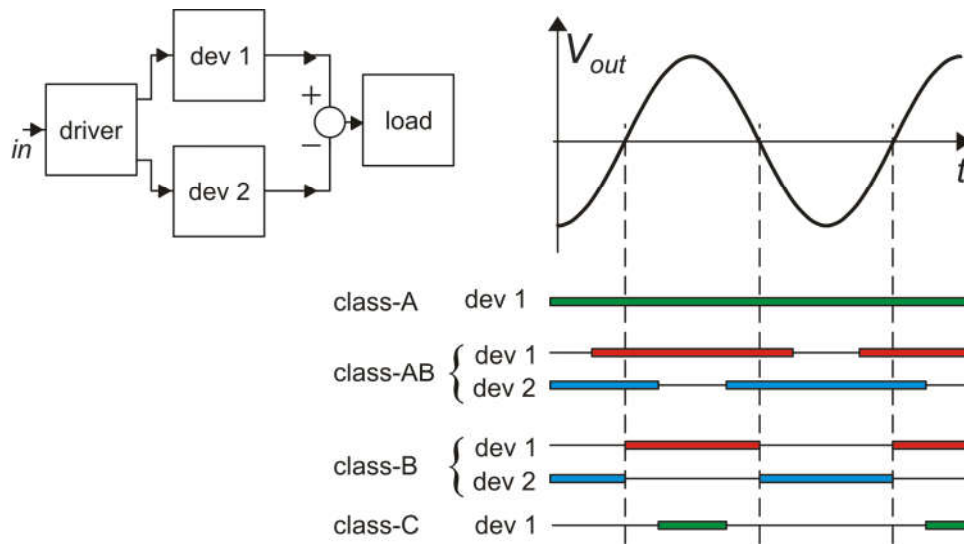 dev 1
driver
in
+
−
load
dev 2
V_out
t
class-A dev 1
class-AB { dev 1
dev 2
class-B { dev 1
dev 2
class-C dev 1